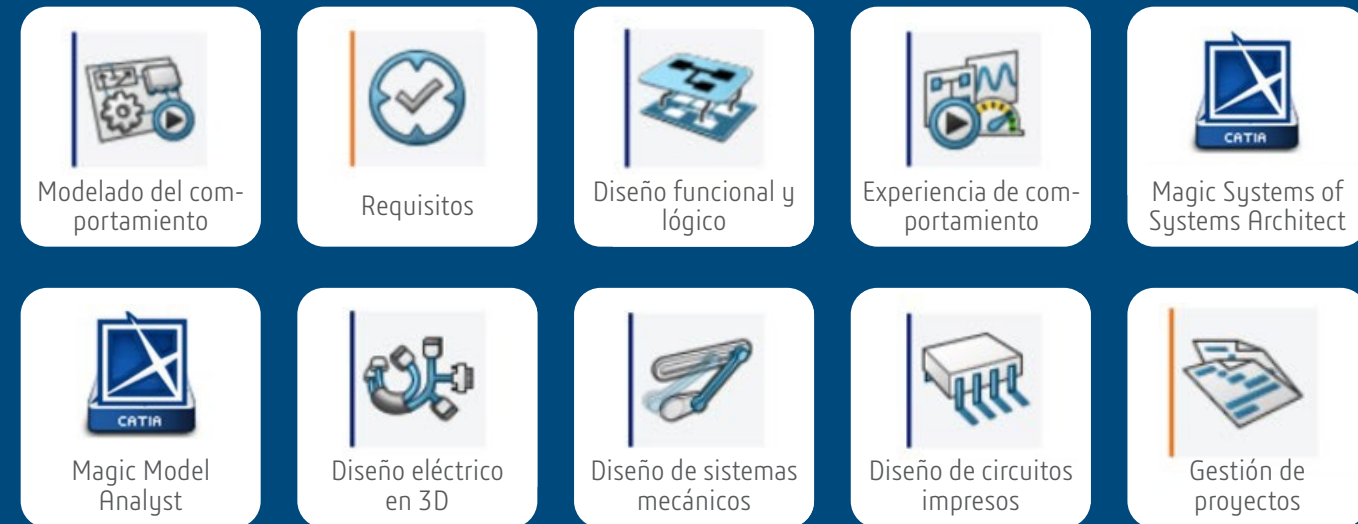 CATIA
Modelado del com-
portamiento
Requisitos
Diseño funcional y
lógico
Experiencia de com-
portamiento
Magic Systems of
Systems Architect
CATIA
Magic Model
Analyst
Diseño eléctrico
en 3D
Diseño de sistemas
mecánicos
Diseño de circuitos
impresos
Gestión de
proyectos